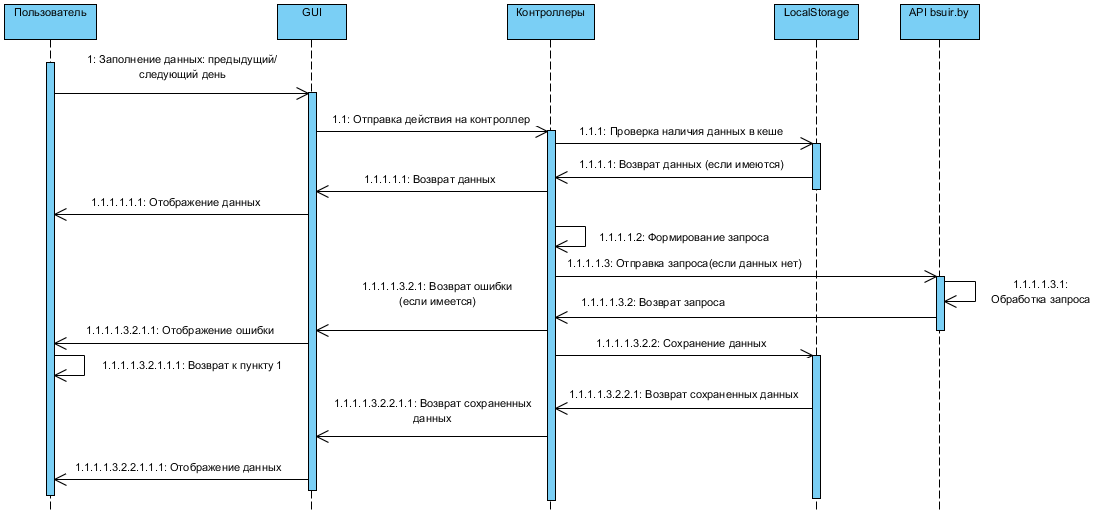 Пользователь
GUI
Контроллеры
LocalStorage
API bsuir.by
1: Заполнение данных: предыдущий/
следующий день
1.1: Отправка действия на контроллер
1.1.1: Проверка наличия данных в кеше
1.1.1.1: Возврат данных (если имеются)
1.1.1.1.1: Возврат данных
1.1.1.1.1.1: Отображение данных
1.1.1.1.2: Формирование запроса
1.1.1.1.3: Отправка запроса(если данных нет)
1.1.1.1.3.1:
Обработка запроса
1.1.1.1.3.2: Возврат запроса
1.1.1.1.3.2.1: Возврат ошибки
(если имеется)
1.1.1.1.3.2.1.1: Отображение ошибки
1.1.1.1.3.2.1.1.1: Возврат к пункту 1
1.1.1.1.3.2.2: Сохранение данных
1.1.1.1.3.2.2.1: Возврат сохраненных данных
1.1.1.1.3.2.2.1.1: Возврат сохраненных
данных
1.1.1.1.3.2.2.1.1.1: Отображение данных